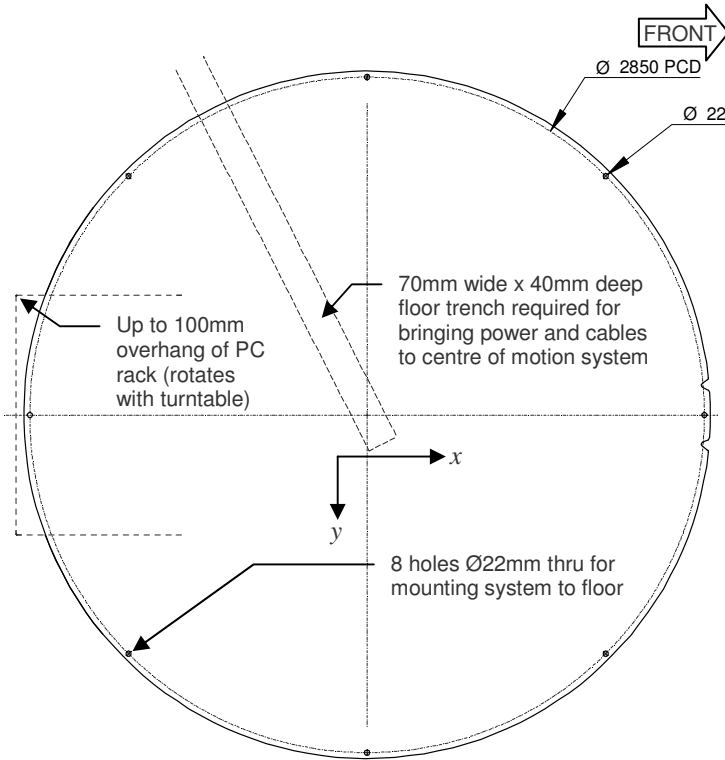 FRONT
Ø 2850 PCD
Ø 22
70mm wide x 40mm deep
floor trench required for
bringing power and cables
to centre of motion system
Up to 100mm
overhang of PC
rack (rotates
with turntable)
x
y
8 holes Ø22mm thru for
mounting system to floor